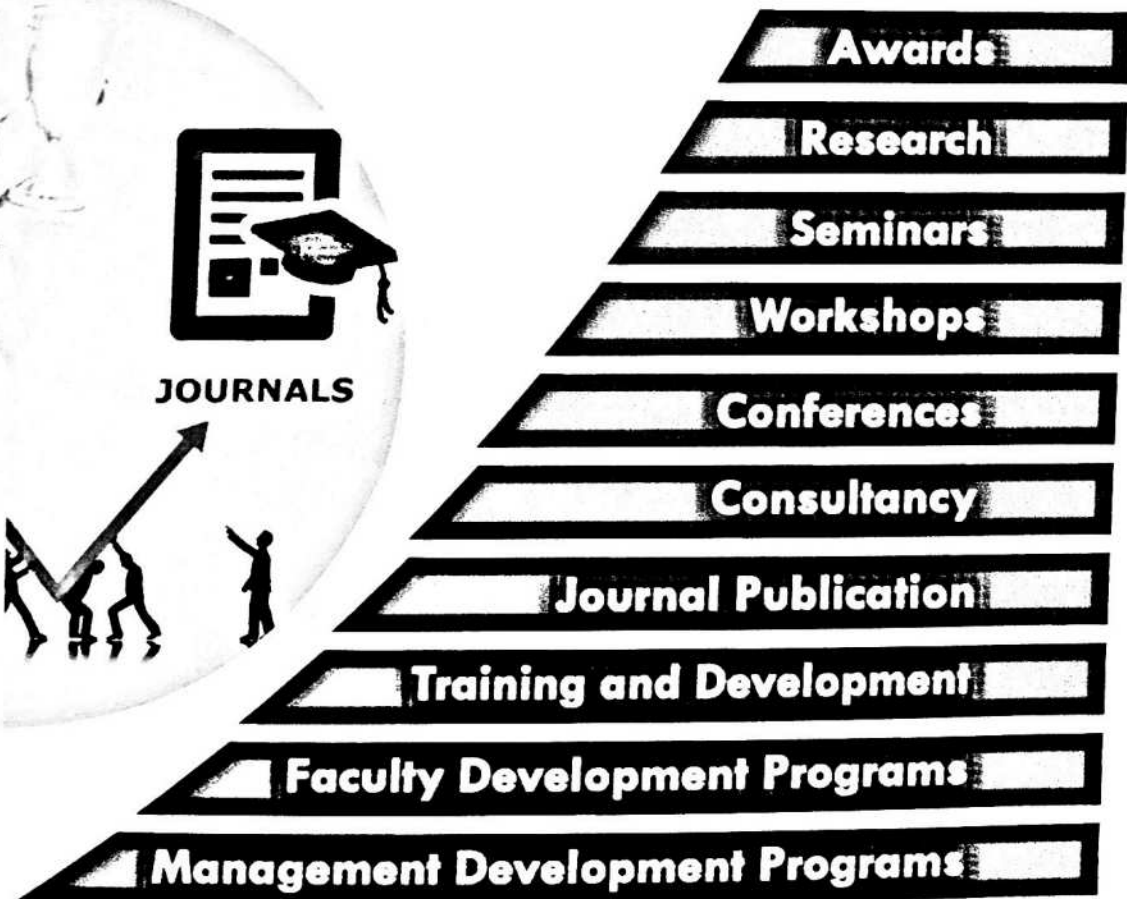 JOURNALS
Awards
Research
Seminars
Workshops
Conferences
Consultancy
Journal Publication
Training and Development
Faculty Development Programs
Management Development Programs